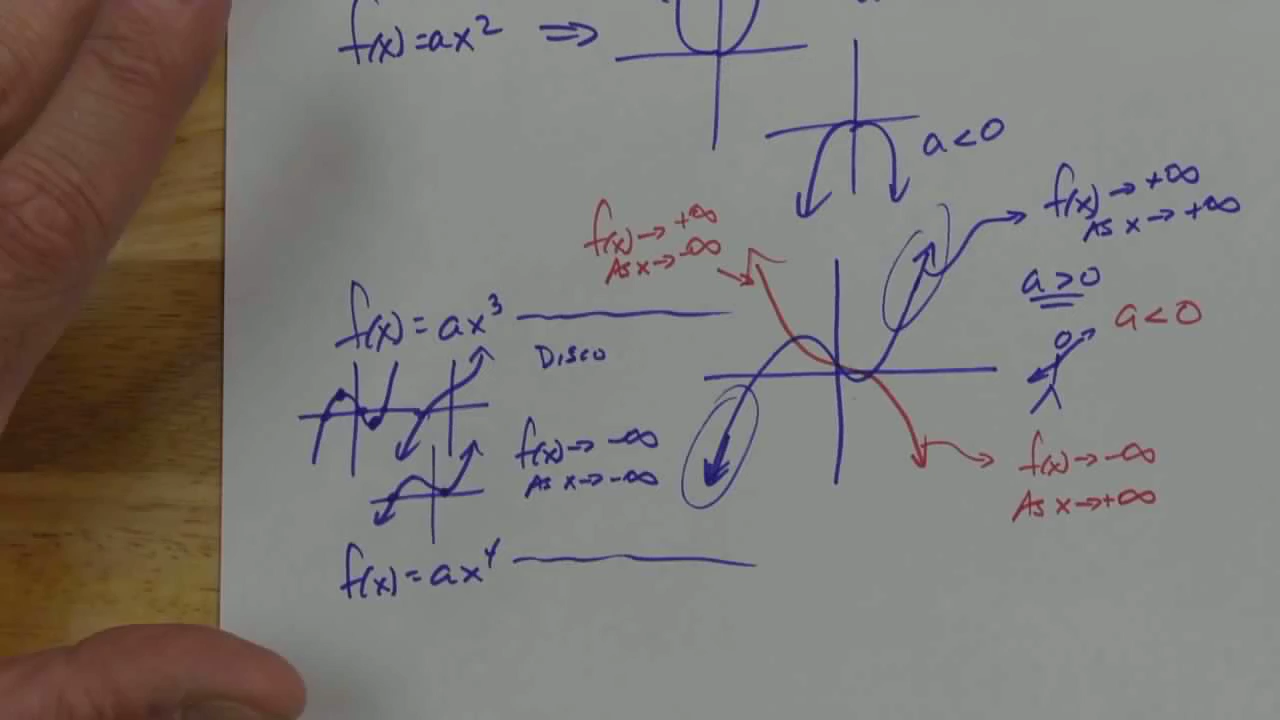 f(x)=ax² ⇒
a<0
f(x)→+∞
As x→+∞
f(x)→+∞
As x→-∞
a>0
a<0
f(x)=ax³
Disco
f(x)→-∞
As x→-∞
f(x)→-∞
As x→+∞
f(x)=ax⁴